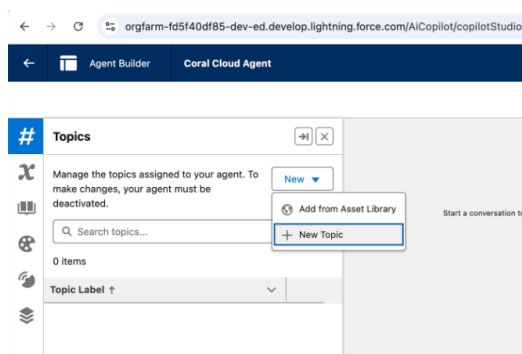 orgfarm-fd5f40df85-dev-ed.develop.lightning.force.com/AiCopilot/copilotStudio
Agent Builder
Coral Cloud Agent
Topics
Manage the topics assigned to your agent. To
make changes, your agent must be
deactivated.
New
Add from Asset Library
New Topic
Search topics...
0 items
Topic Label ↑
Start a conversation to